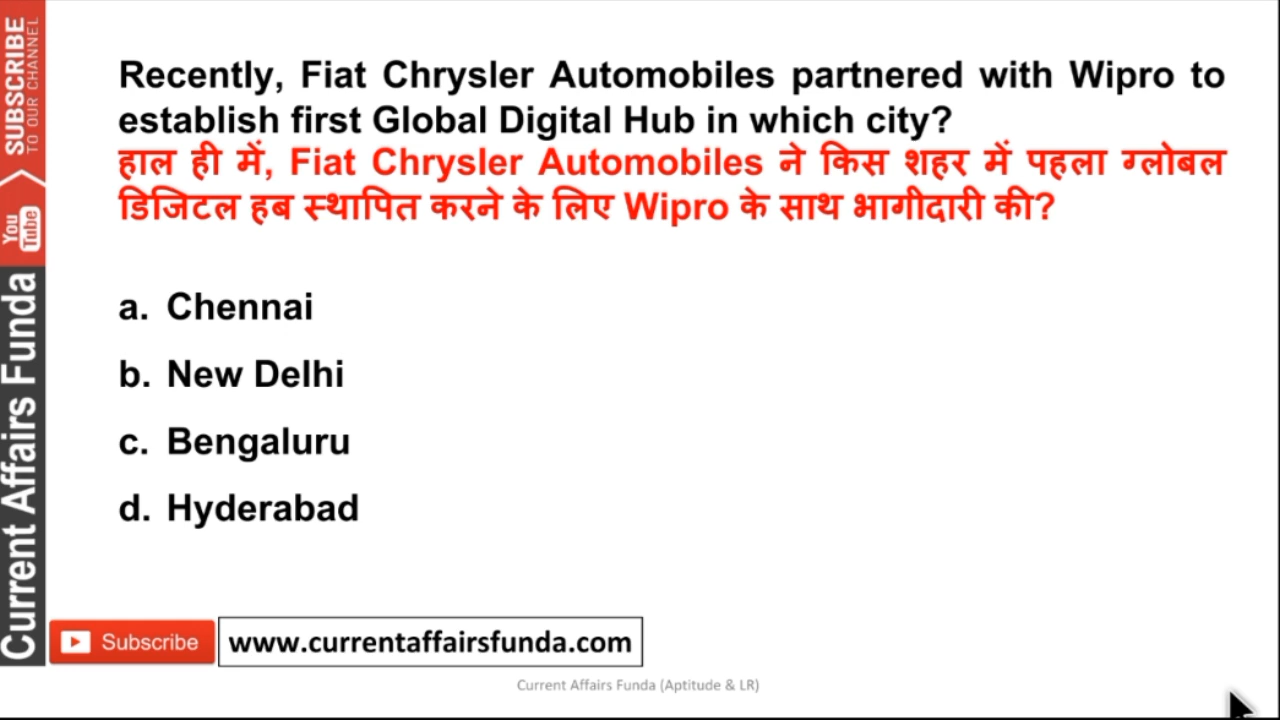 SUBSCRIBE
TO OUR CHANNEL
You Tube
Current Affairs Funda
Recently, Fiat Chrysler Automobiles partnered with Wipro to
establish first Global Digital Hub in which city?
हाल ही में, Fiat Chrysler Automobiles ने किस शहर में पहला ग्लोबल
डिजिटल हब स्थापित करने के लिए Wipro के साथ भागीदारी की?
a. Chennai
b. New Delhi
c. Bengaluru
d. Hyderabad
Subscribe
www.currentaffairsfunda.com
Current Affairs Funda (Aptitude & LR)